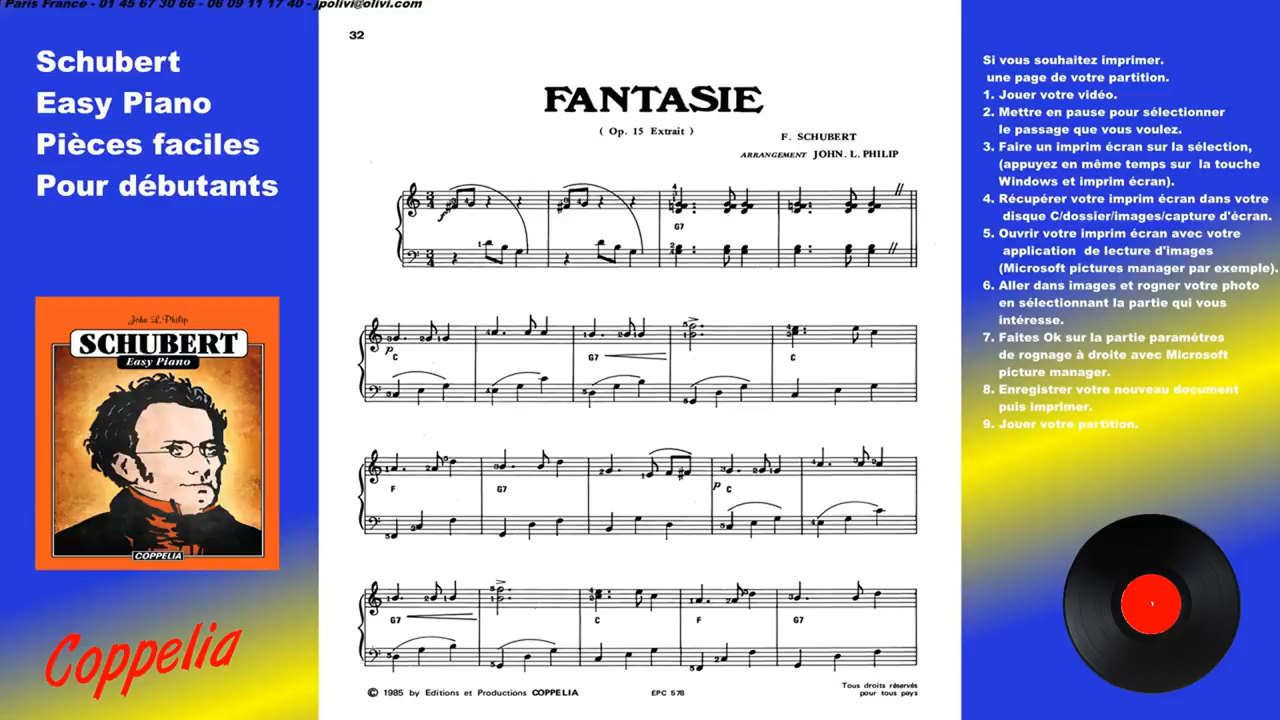 Paris France - 01 45 67 30 66 - 06 09 11 17 40 - jpolivi@olivi.com
Schubert
Easy Piano
Pièces faciles
Pour débutants
John L. Philip
SCHUBERT
Easy Piano
COPPELIA
Coppelia
32
FANTASIE
( Op. 15 Extrait )
F. SCHUBERT
ARRANGEMENT JOHN. L. PHILIP
G7
p
C G7 C
F G7 p C
G7 C F G7
© 1985 by Editions et Productions COPPELIA
EPC 578
Tous droits réservés
pour tous pays
Si vous souhaitez imprimer.
une page de votre partition.
1. Jouer votre vidéo.
2. Mettre en pause pour sélectionner
le passage que vous voulez.
3. Faire un imprim écran sur la sélection,
(appuyez en même temps sur la touche
Windows et imprim écran).
4. Récupérer votre imprim écran dans votre
disque C/dossier/images/capture d'écran.
5. Ouvrir votre imprim écran avec votre
application de lecture d'images
(Microsoft pictures manager par exemple).
6. Aller dans images et rogner votre photo
en sélectionnant la partie qui vous
intéresse.
7. Faites Ok sur la partie paramétres
de rognage à droite avec Microsoft
picture manager.
8. Enregistrer votre nouveau document
puis imprimer.
9. Jouer votre partition.